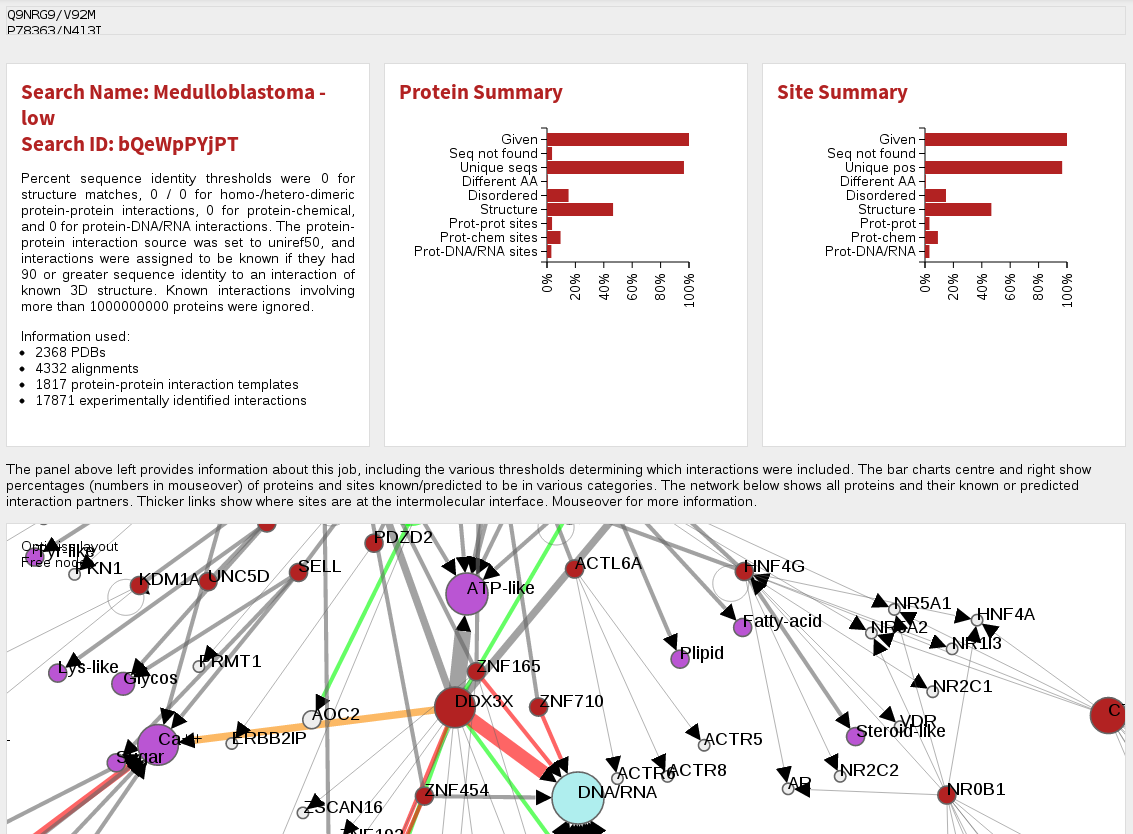 Q9NRG9/V92M
P78363/N413I
Search Name: Medulloblastoma -
low
Search ID: bQeWpPYjPT
Percent sequence identity thresholds were 0 for
structure matches, 0 / 0 for homo-/hetero-dimeric
protein-protein interactions, 0 for protein-chemical,
and 0 for protein-DNA/RNA interactions. The protein-
protein interaction source was set to uniref50, and
interactions were assigned to be known if they had
90 or greater sequence identity to an interaction of
known 3D structure. Known interactions involving
more than 1000000000 proteins were ignored.
Information used:
2368 PDBs
4332 alignments
1817 protein-protein interaction templates
17871 experimentally identified interactions
Protein Summary
Given
Seq not found
Unique seqs
Different AA
Disordered
Structure
Prot-prot sites
Prot-chem sites
Prot-DNA/RNA sites
0%
20%
40%
60%
80%
100%
Site Summary
Given
Seq not found
Unique pos
Different AA
Disordered
Structure
Prot-prot
Prot-chem
Prot-DNA/RNA
0%
20%
40%
60%
80%
100%
The panel above left provides information about this job, including the various thresholds determining which interactions were included. The bar charts centre and right show
percentages (numbers in mouseover) of proteins and sites known/predicted to be in various categories. The network below shows all proteins and their known or predicted
interaction partners. Thicker links show where sites are at the intermolecular interface. Mouseover for more information.
Optimise layout
Free nodes
PKN1
KDM1A
UNC5D
SELL
PDZD2
ATP-like
ACTL6A
HNF4G
NR5A1
HNF4A
NR5A2
NR1I3
Fatty-acid
Plipid
Lys-like
Glycos
PRMT1
ZNF165
NR2C1
DDX3X
ZNF710
AOC2
VDR
Steroid-like
Ca++
ERBB2IP
ACTR5
Sugar
ACTR6
ACTR8
NR2C2
AR
NR0B1
ZNF454
DNA/RNA
ZSCAN16